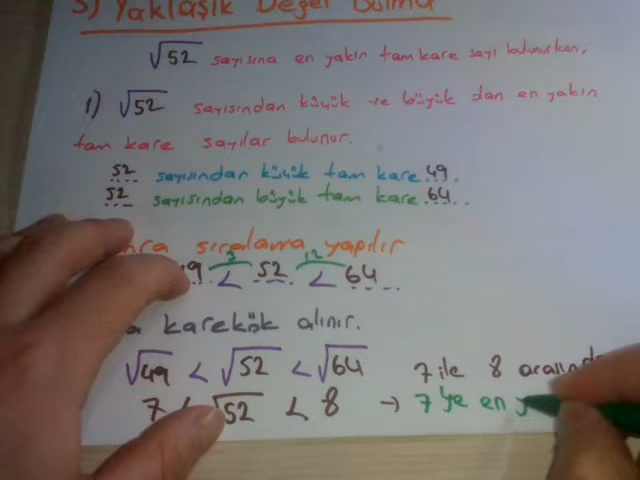 5) Yaklaşık Değer Bulma
√52 sayısına en yakın tam kare sayı bulunurken,
1) √52 sayısından küçük ve büyük dan en yakın
tam kare sayılar bulunur.
52 sayısından küçük tam kare 49.
52 sayısından büyük tam kare 64..
sıralama yapılır
3 12
49 < 52 < 64
karekök alınır.
√49 < √52 < √64 7 ile 8 arasında
7 < √52 < 8 → 7 ye en y